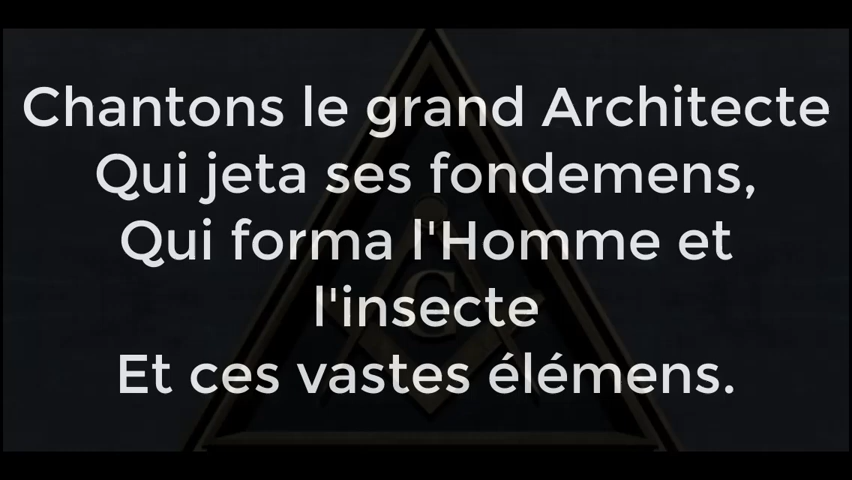 Chantons le grand Architecte
Qui jeta ses fondemens,
Qui forma l'Homme et
l'insecte
Et ces vastes élémens.
G